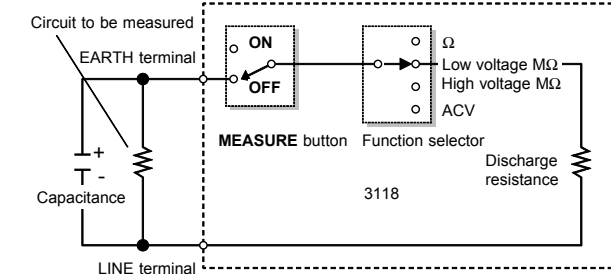 Circuit to be measured
EARTH terminal
ON
OFF
Ω
Low voltage MΩ
High voltage MΩ
ACV
MEASURE button
Function selector
+
-
Capacitance
Discharge
resistance
3118
LINE terminal